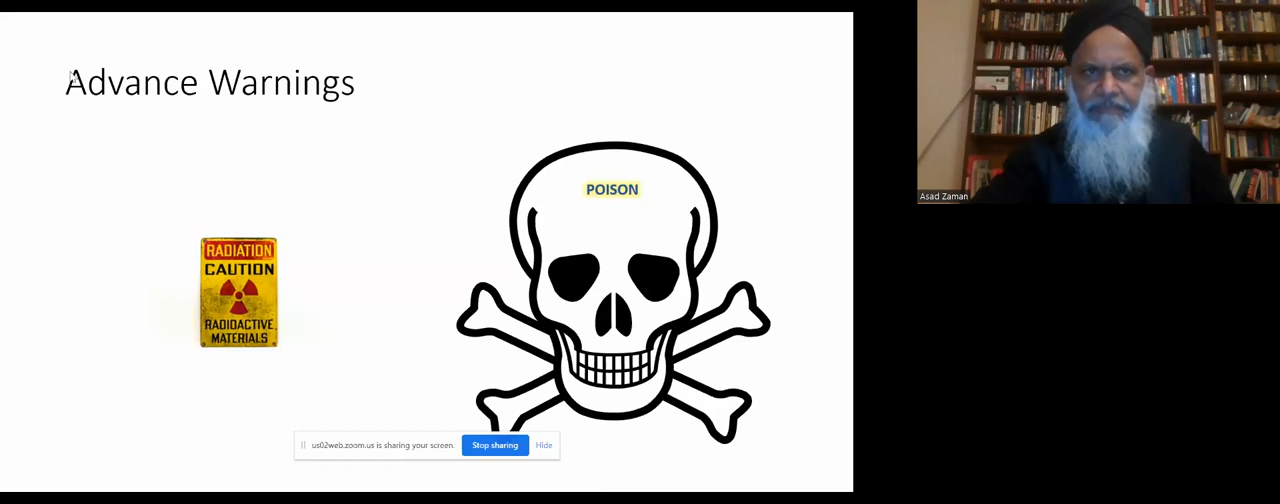 Advance Warnings
POISON
RADIATION
CAUTION
RADIOACTIVE
MATERIALS
us02web.zoom.us is sharing your screen.
Stop sharing
Hide
Asad Zaman